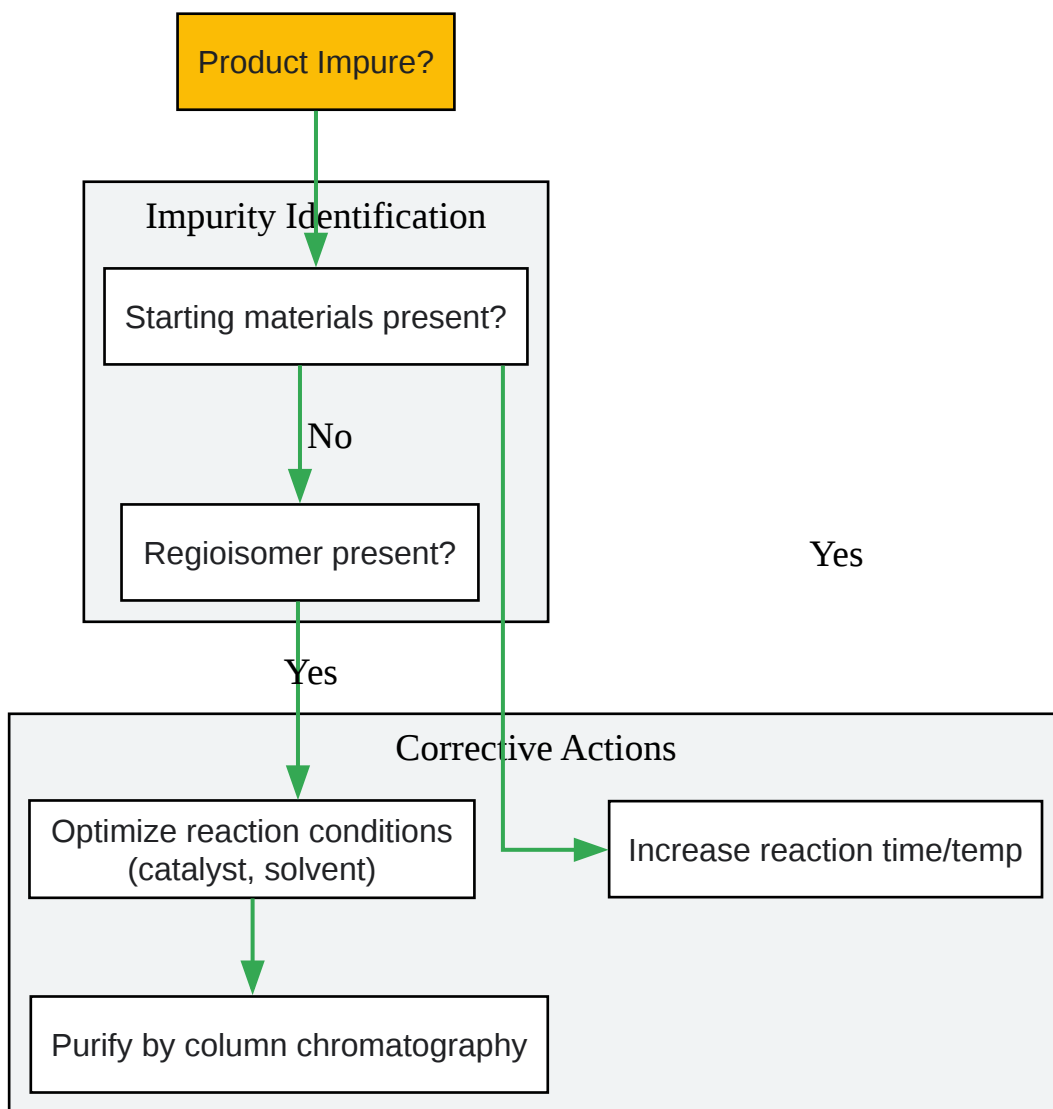 Product Impure?
Impurity Identification
Starting materials present?
No
Regioisomer present?
Yes
Yes
Corrective Actions
Optimize reaction conditions
(catalyst, solvent)
Increase reaction time/temp
Purify by column chromatography